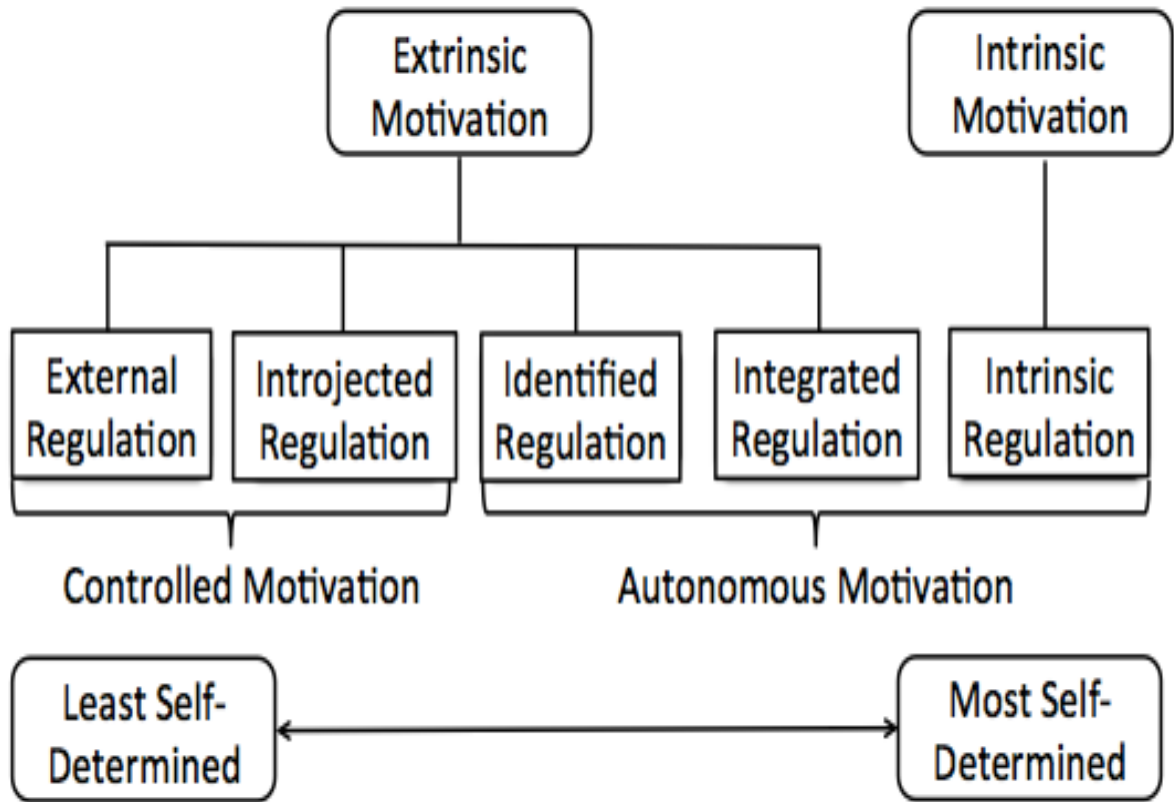 Extrinsic
Motivation
Intrinsic
Motivation
External
Regulation
Introjected
Regulation
Identified
Regulation
Integrated
Regulation
Intrinsic
Regulation
Controlled Motivation
Autonomous Motivation
Least Self-
Determined
Most Self-
Determined